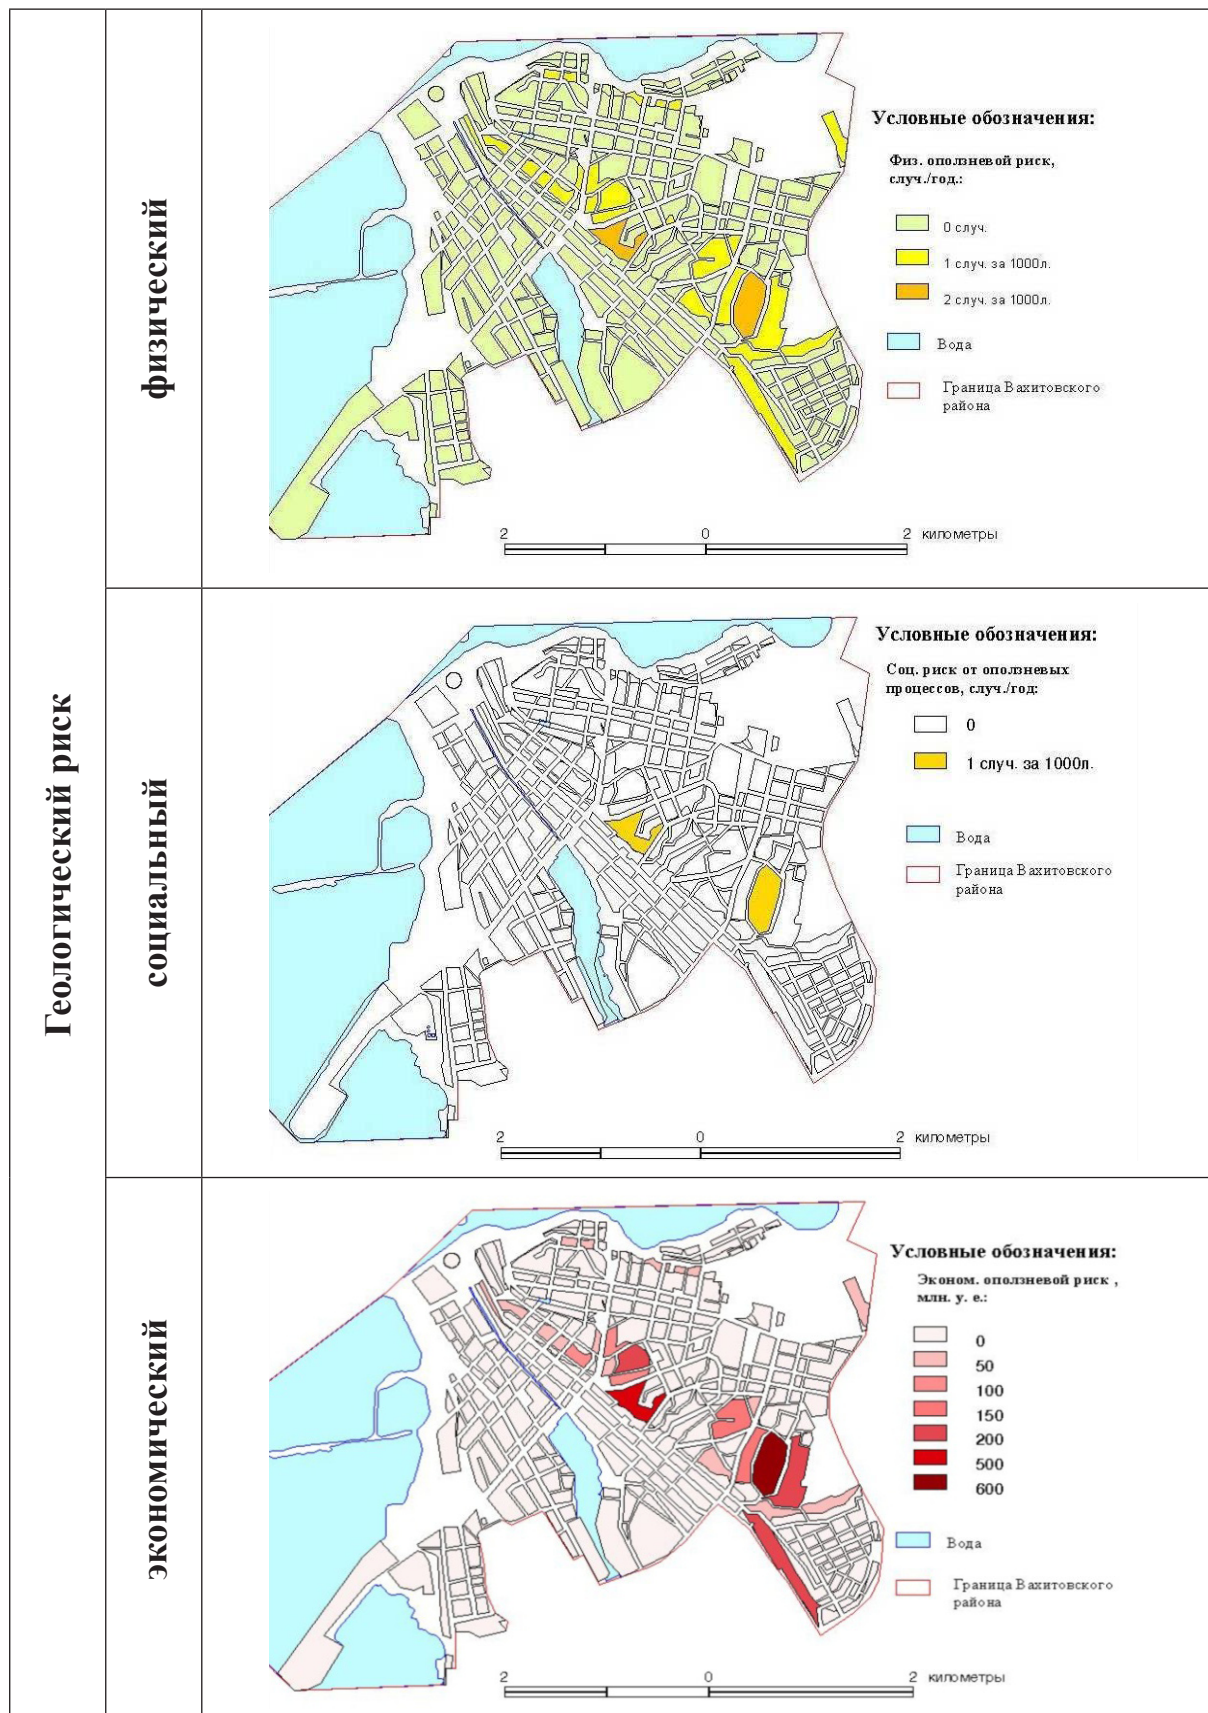 Геологический риск
физический
Условные обозначения:
Физ. оползневой риск,
случ./год.:
0 случ.
1 случ. за 1000л.
2 случ. за 1000л.
Вода
Граница Вахитовского
района
2 0 2 километры
социальный
Условные обозначения:
Соц. риск от оползневых
процессов, случ./год:
0
1 случ. за 1000л.
Вода
Граница Вахитовского
района
2 0 2 километры
экономический
Условные обозначения:
Эконом. оползневой риск ,
млн. у. е.:
0
50
100
150
200
500
600
Вода
Граница Вахитовского
района
2 0 2 километры